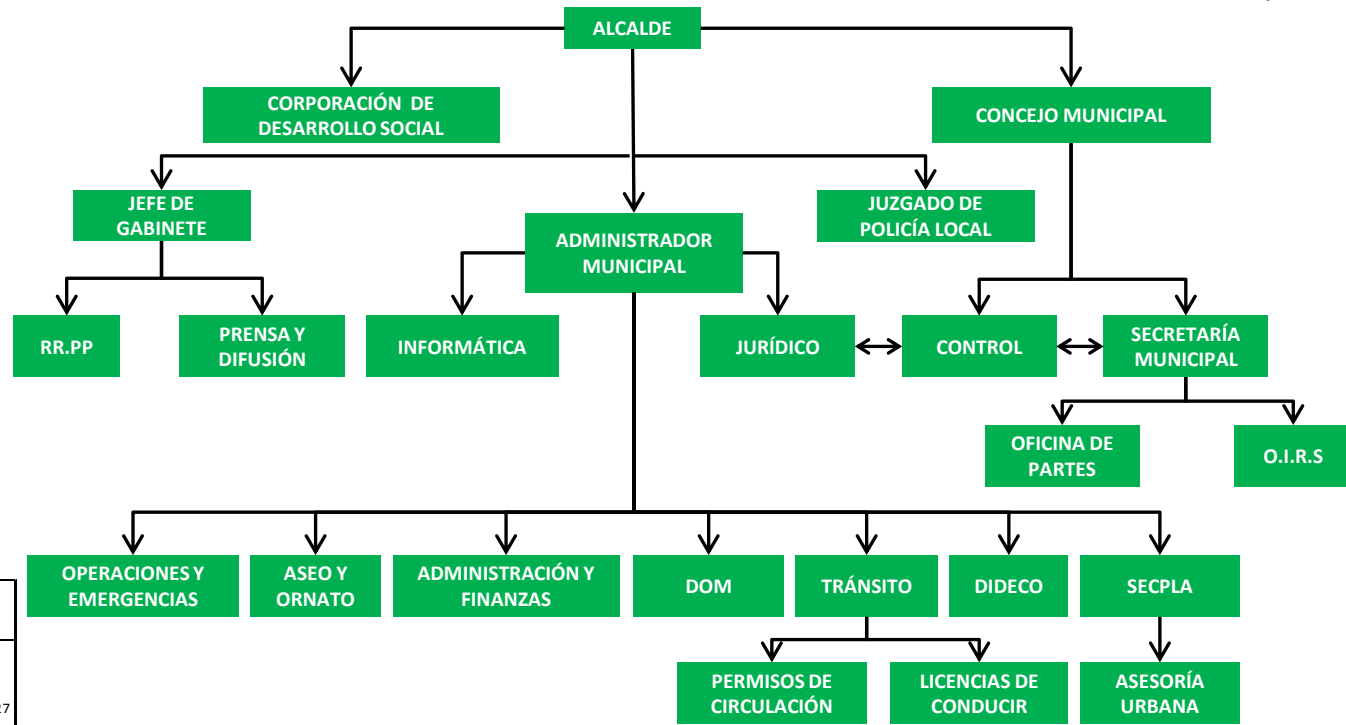 ALCALDE
CORPORACIÓN DE
DESARROLLO SOCIAL
CONCEJO MUNICIPAL
JEFE DE
GABINETE
JUZGADO DE
POLICÍA LOCAL
ADMINISTRADOR
MUNICIPAL
RR.PP
PRENSA Y
DIFUSIÓN
INFORMÁTICA
JURÍDICO
CONTROL
SECRETARÍA
MUNICIPAL
OFICINA DE
PARTES
O.I.R.S
OPERACIONES Y
EMERGENCIAS
ASEO Y
ORNATO
ADMINISTRACIÓN Y
FINANZAS
DOM
TRÁNSITO
DIDECO
SECPLA
PERMISOS DE
CIRCULACIÓN
LICENCIAS DE
CONDUCIR
ASESORÍA
URBANA
27